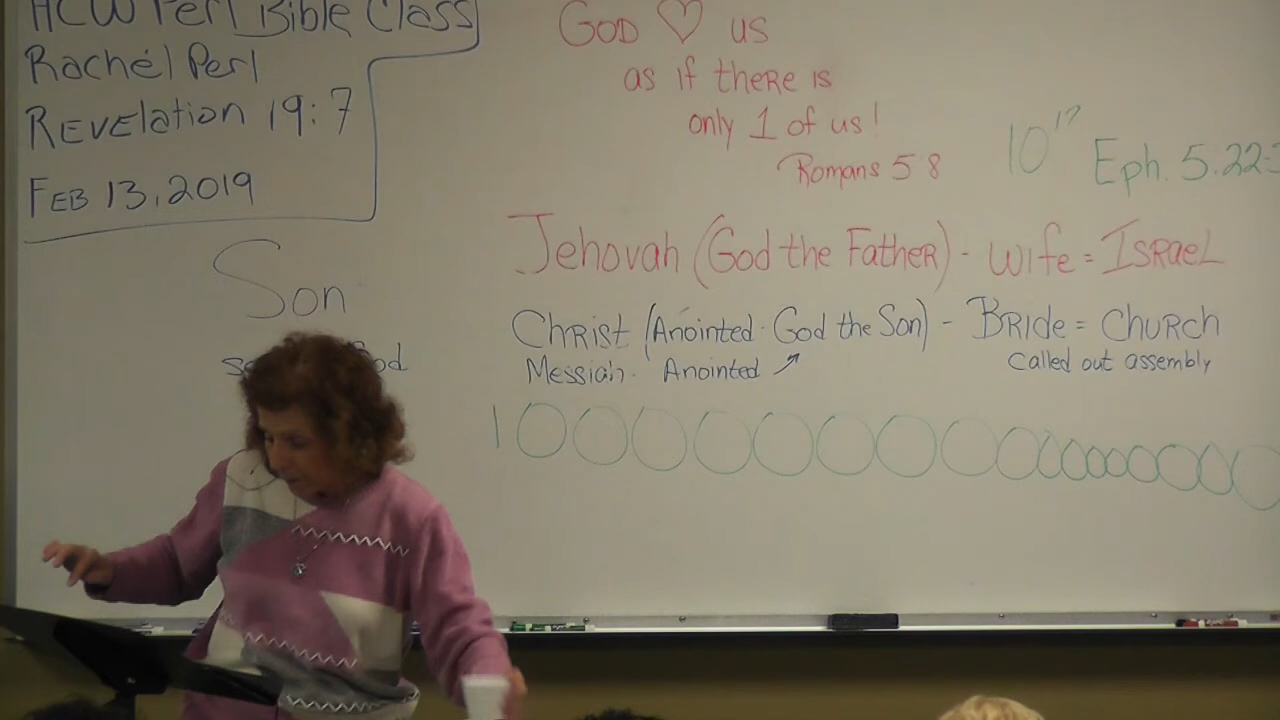 HCW Perl Bible Class
Rachel Perl
Revelation 19:7
Feb 13, 2019
God ♡ us
as if there is
only 1 of us!
Romans 5 8
10¹⁷
Eph. 5.22:
Jehovah (God the Father) - wife = Israel
Son
Christ (Anointed. God the Son) - Bride = Church
Messiah. Anointed ↗
Called out assembly
100000000000000000